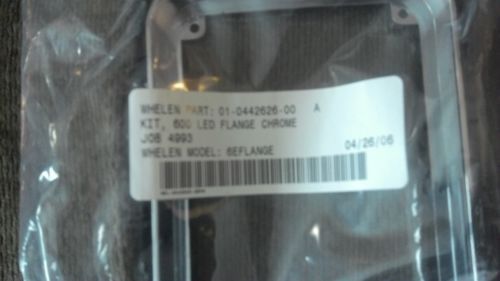 WHELEN PART: 01-0442626-00 A
KIT, 600 LED FLANGE CHROME
JOB 4993
WHELEN MODEL: 6EFLANGE 04/26/06